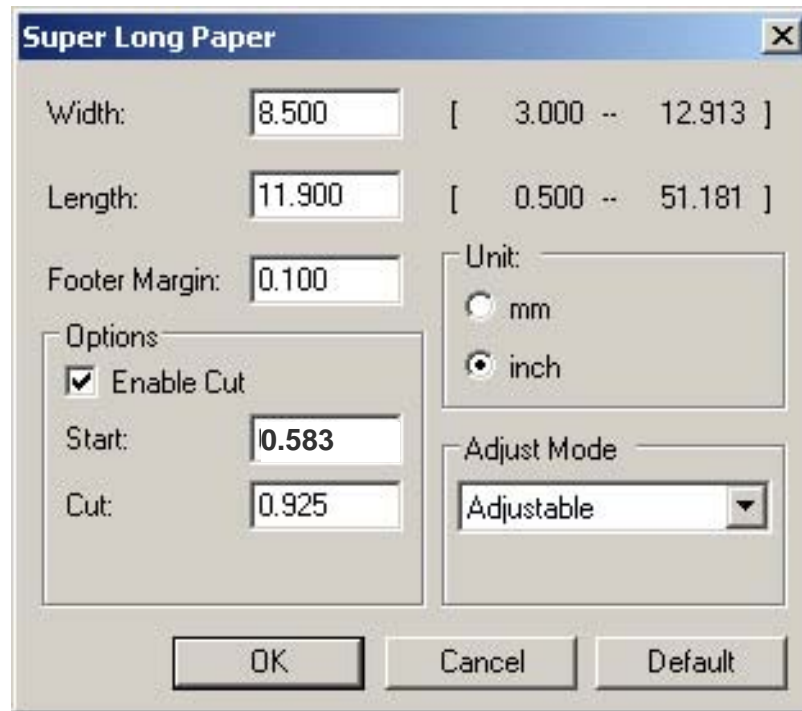 Super Long Paper
Width: 8.500 [ 3.000 -- 12.913 ]
Length: 11.900 [ 0.500 -- 51.181 ]
Footer Margin: 0.100
Unit:
mm
inch
Options
Enable Cut
Start: 0.583
Cut: 0.925
Adjust Mode
Adjustable
OK Cancel Default